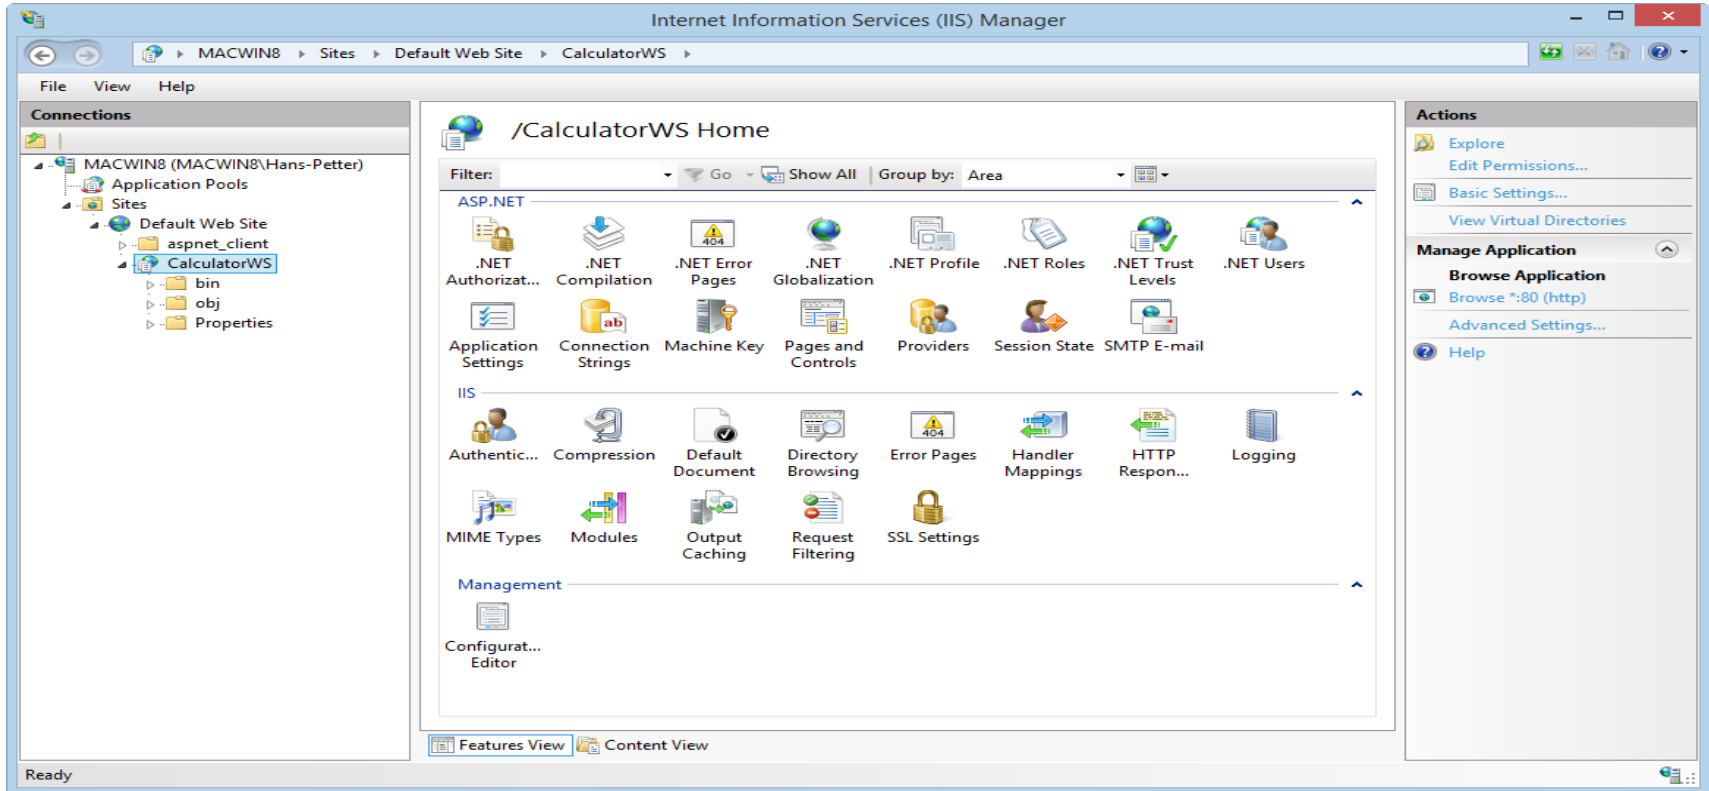 Internet Information Services (IIS) Manager
MACWIN8 Sites Default Web Site CalculatorWS
File View Help
Connections
MACWIN8 (MACWIN8\Hans-Petter)
Application Pools
Sites
Default Web Site
aspnet_client
CalculatorWS
bin
obj
Properties
/CalculatorWS Home
Filter: Go Show All Group by: Area
ASP.NET
.NET Authorizat...
.NET Compilation
.NET Error Pages
.NET Globalization
.NET Profile
.NET Roles
.NET Trust Levels
.NET Users
Application Settings
Connection Strings
Machine Key
Pages and Controls
Providers
Session State
SMTP E-mail
IIS
Authentic...
Compression
Default Document
Directory Browsing
Error Pages
Handler Mappings
HTTP Respon...
Logging
MIME Types
Modules
Output Caching
Request Filtering
SSL Settings
Management
Configurat... Editor
Features View Content View
Actions
Explore
Edit Permissions...
Basic Settings...
View Virtual Directories
Manage Application
Browse Application
Browse *:80 (http)
Advanced Settings...
Help
Ready